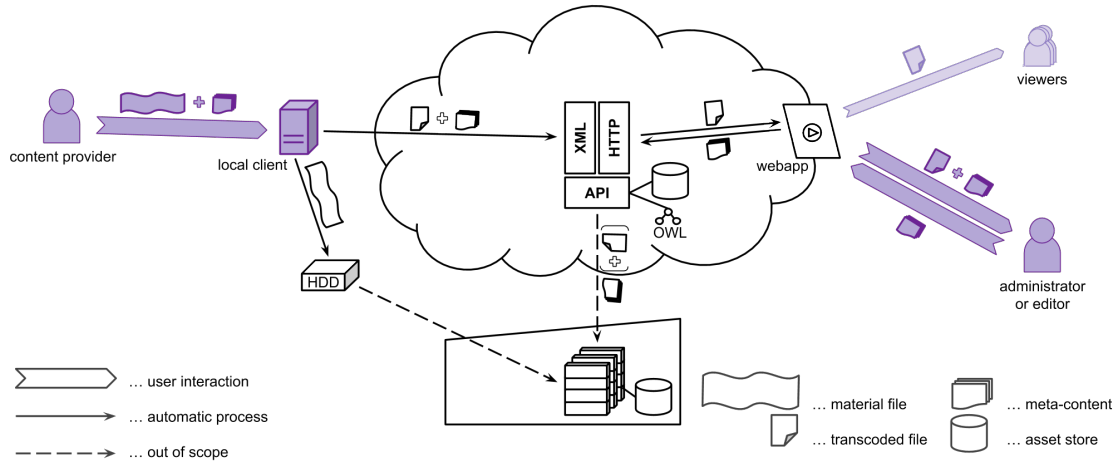 viewers
XML
HTTP
content provider
local client
webapp
API
OWL
HDD
administrator
or editor
... user interaction
... automatic process
... out of scope
... material file
... transcoded file
... meta-content
... asset store